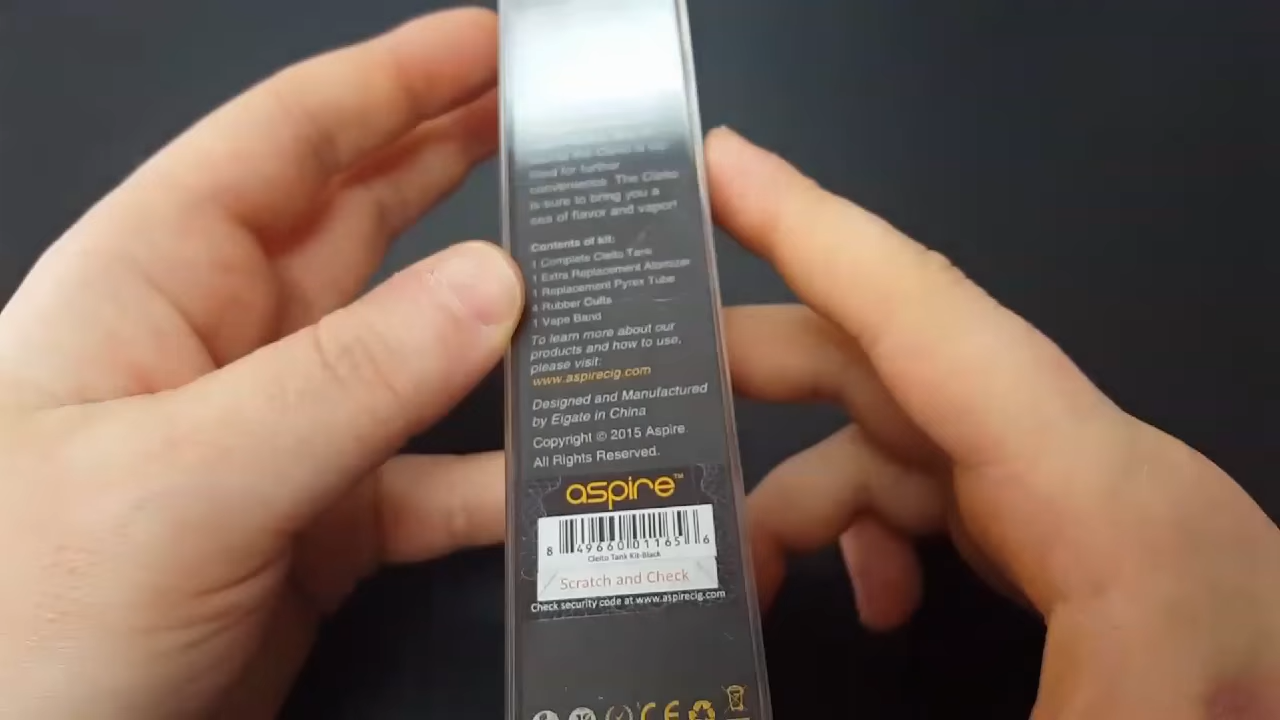 filled for further
convenience. The Cleito
is sure to bring you a
sea of flavor and vapor!
Contents of kit:
1 Complete Cleito Tank
1 Extra Replacement Atomizer
1 Replacement Pyrex Tube
4 Rubber Cuffs
1 Vape Band
To learn more about our
products and how to use,
please visit:
www.aspirecig.com
Designed and Manufactured
by Eigate in China
Copyright © 2015 Aspire.
All Rights Reserved.
aspire™
8 49660 01165 6
Cleito Tank Kit-Black
Scratch and Check
Check security code at www.aspirecig.com
CE